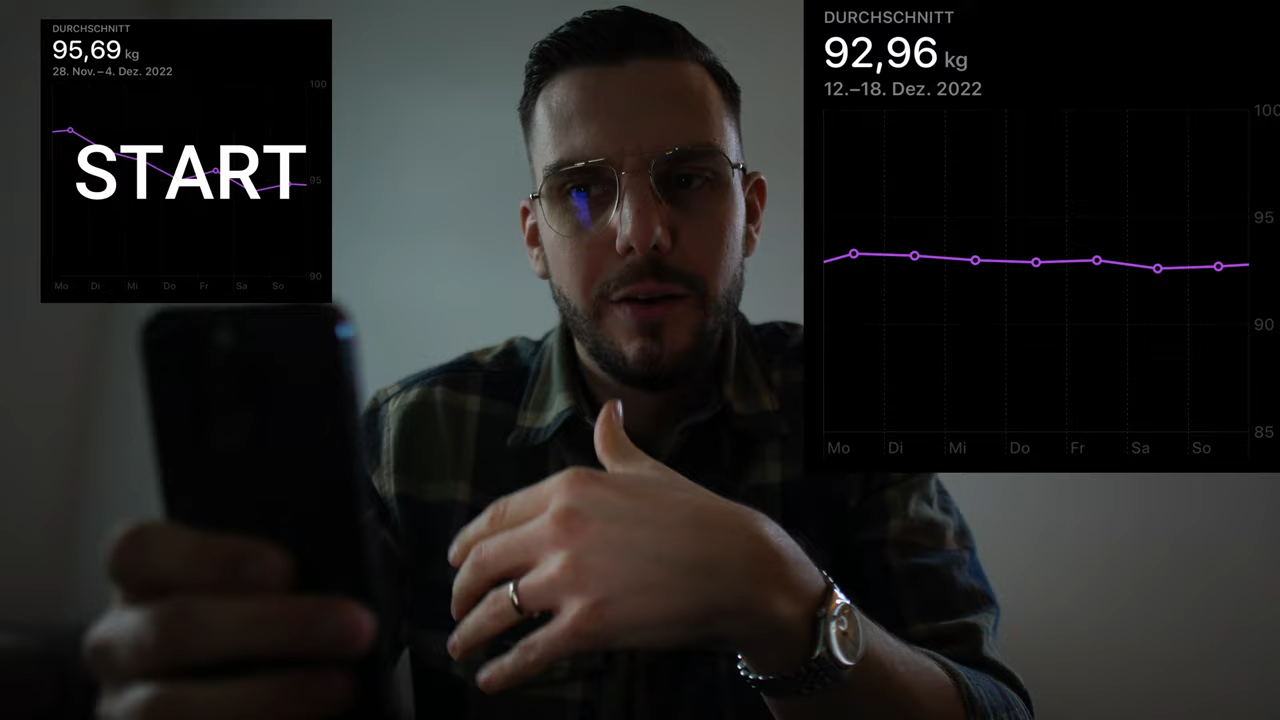 DURCHSCHNITT
95,69 kg
28. Nov.–4. Dez. 2022
100
START
95
90
Mo Di Mi Do Fr Sa So
DURCHSCHNITT
92,96 kg
12.–18. Dez. 2022
100
95
90
85
Mo Di Mi Do Fr Sa So